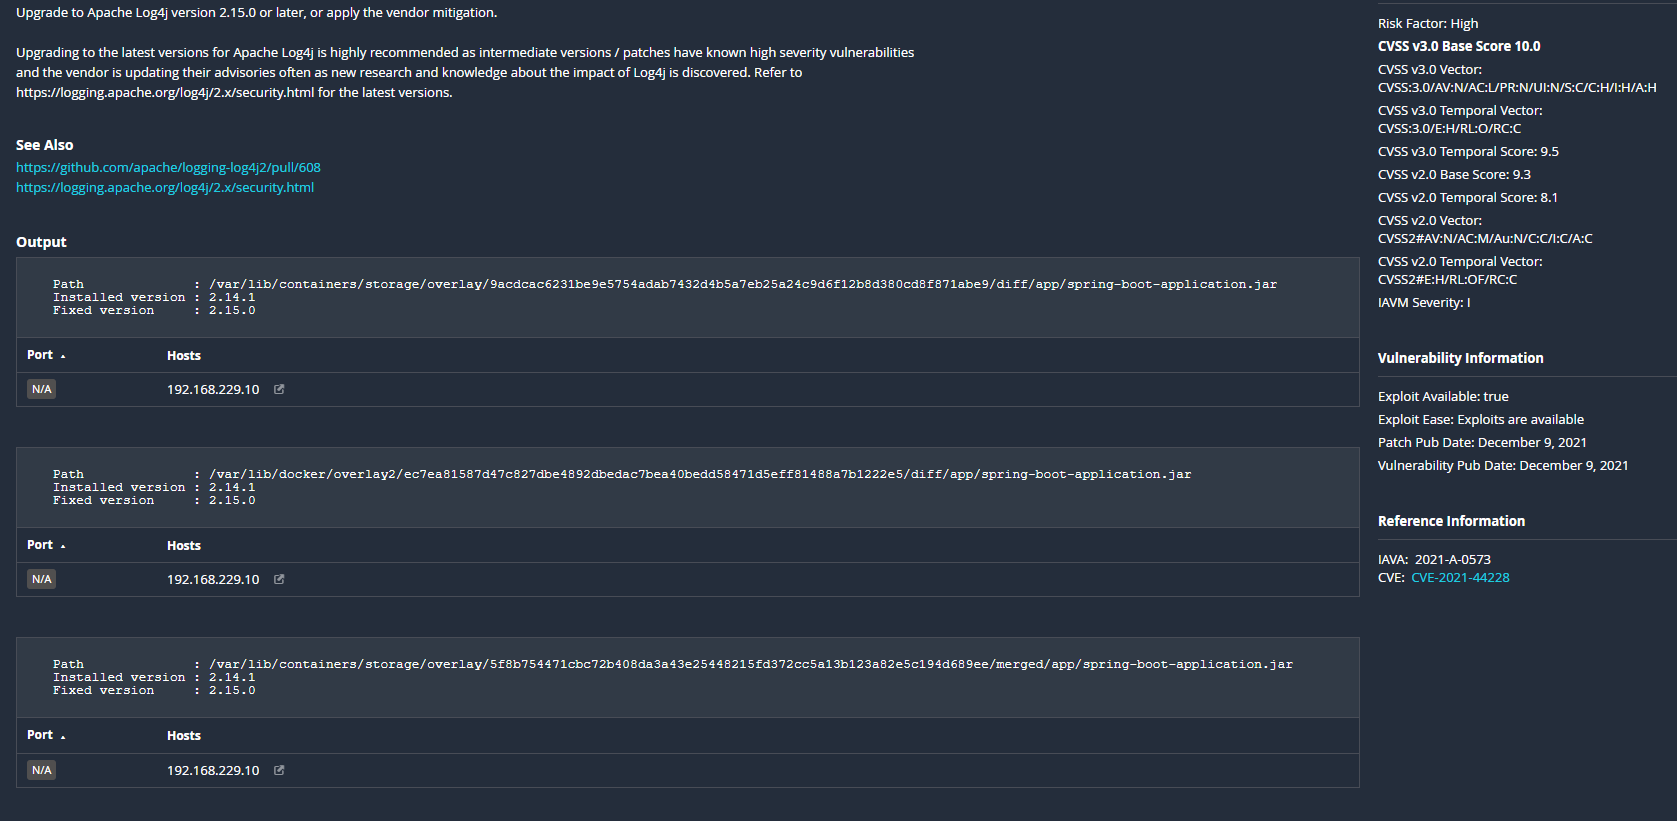 Upgrade to Apache Log4j version 2.15.0 or later, or apply the vendor mitigation.
Upgrading to the latest versions for Apache Log4j is highly recommended as intermediate versions / patches have known high severity vulnerabilities
and the vendor is updating their advisories often as new research and knowledge about the impact of Log4j is discovered. Refer to
https://logging.apache.org/log4j/2.x/security.html for the latest versions.
See Also
https://github.com/apache/logging-log4j2/pull/608
https://logging.apache.org/log4j/2.x/security.html
Output
Path : /var/lib/containers/storage/overlay/9acdcac6231be9e5754adab7432d4b5a7eb25a24c9d6f12b8d380cd8f871abe9/diff/app/spring-boot-application.jar
Installed version : 2.14.1
Fixed version : 2.15.0
Port Hosts
N/A 192.168.229.10
Path : /var/lib/docker/overlay2/ec7ea81587d47c827dbe4892dbedac7bea40bedd58471d5eff81488a7b1222e5/diff/app/spring-boot-application.jar
Installed version : 2.14.1
Fixed version : 2.15.0
Port Hosts
N/A 192.168.229.10
Path : /var/lib/containers/storage/overlay/5f8b754471cbc72b408da3a43e25448215fd372cc5a13b123a82e5c194d689ee/merged/app/spring-boot-application.jar
Installed version : 2.14.1
Fixed version : 2.15.0
Port Hosts
N/A 192.168.229.10
Risk Factor: High
CVSS v3.0 Base Score 10.0
CVSS v3.0 Vector:
CVSS:3.0/AV:N/AC:L/PR:N/UI:N/S:C/C:H/I:H/A:H
CVSS v3.0 Temporal Vector:
CVSS:3.0/E:H/RL:O/RC:C
CVSS v3.0 Temporal Score: 9.5
CVSS v2.0 Base Score: 9.3
CVSS v2.0 Temporal Score: 8.1
CVSS v2.0 Vector:
CVSS2#AV:N/AC:M/Au:N/C:C/I:C/A:C
CVSS v2.0 Temporal Vector:
CVSS2#E:H/RL:OF/RC:C
IAVM Severity: I
Vulnerability Information
Exploit Available: true
Exploit Ease: Exploits are available
Patch Pub Date: December 9, 2021
Vulnerability Pub Date: December 9, 2021
Reference Information
IAVA: 2021-A-0573
CVE: CVE-2021-44228